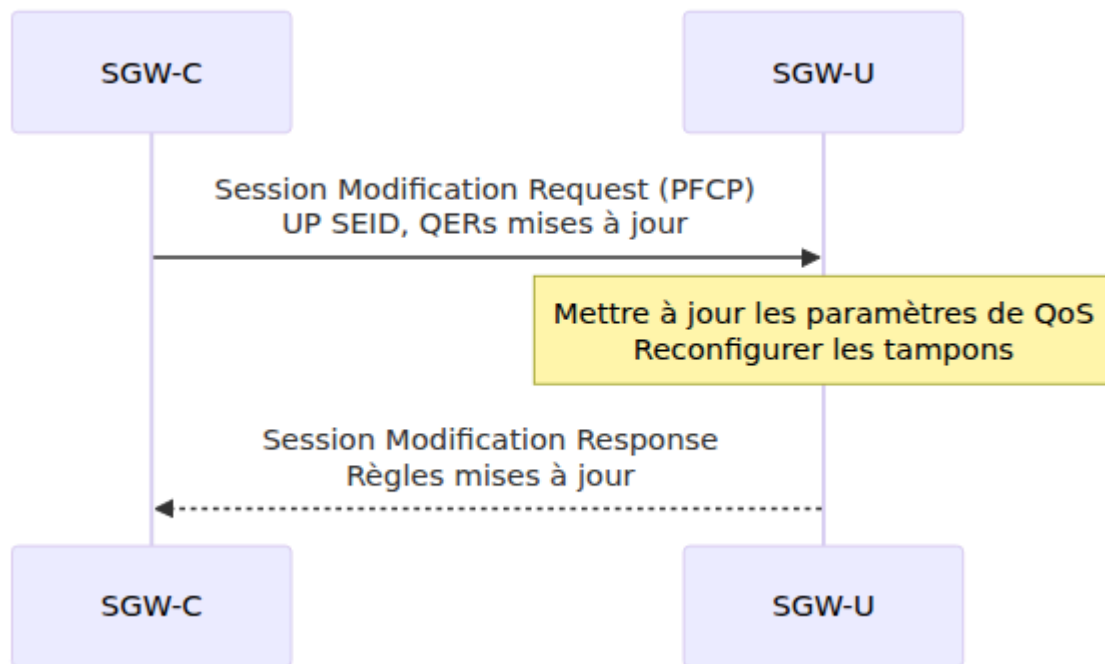 SGW-C
SGW-U
Session Modification Request (PFCP)
UP SEID, QERs mises à jour
Mettre à jour les paramètres de QoS
Reconfigurer les tampons
Session Modification Response
Règles mises à jour
SGW-C
SGW-U